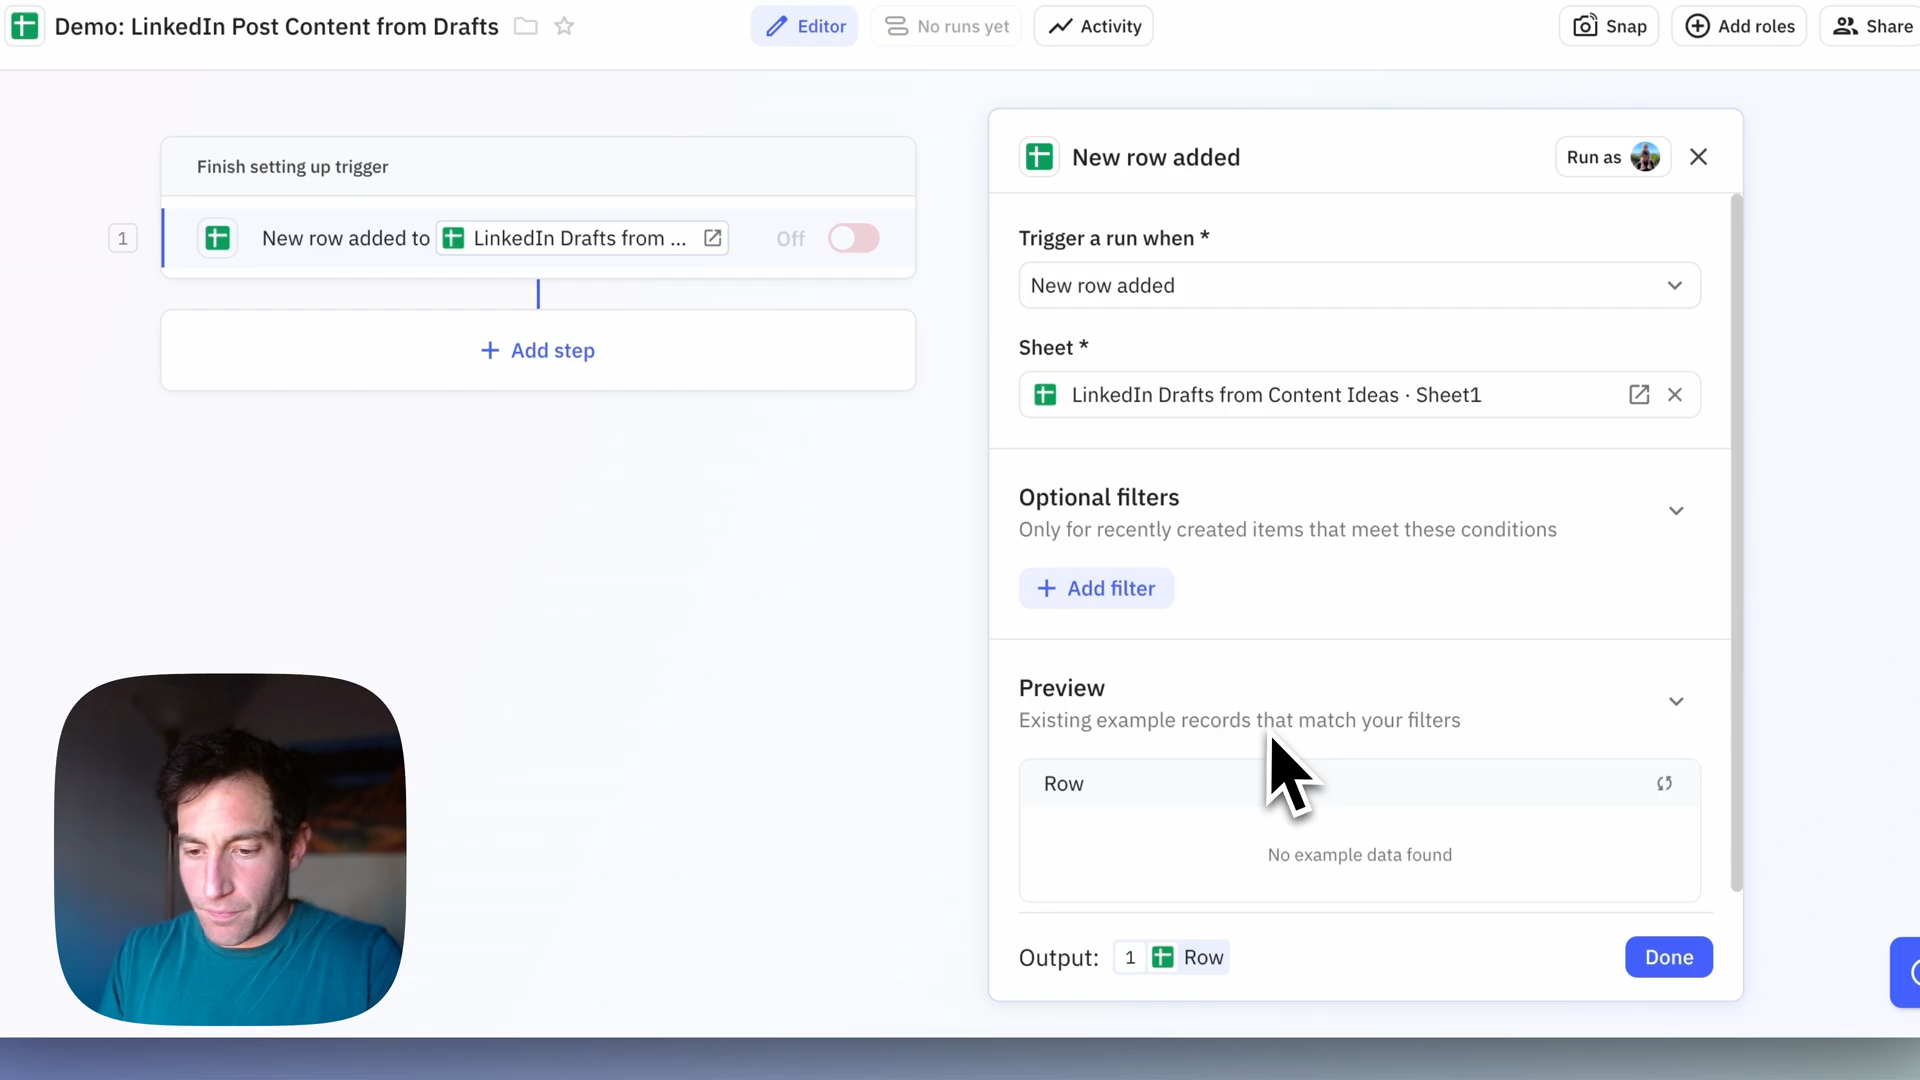 Demo: LinkedIn Post Content from Drafts
Editor
No runs yet
Activity
Snap
Add roles
Share
Finish setting up trigger
1
New row added to LinkedIn Drafts from ...
Off
+ Add step
New row added
Run as
Trigger a run when *
New row added
Sheet *
LinkedIn Drafts from Content Ideas · Sheet1
Optional filters
Only for recently created items that meet these conditions
+ Add filter
Preview
Existing example records that match your filters
Row
No example data found
Output: 1 Row
Done